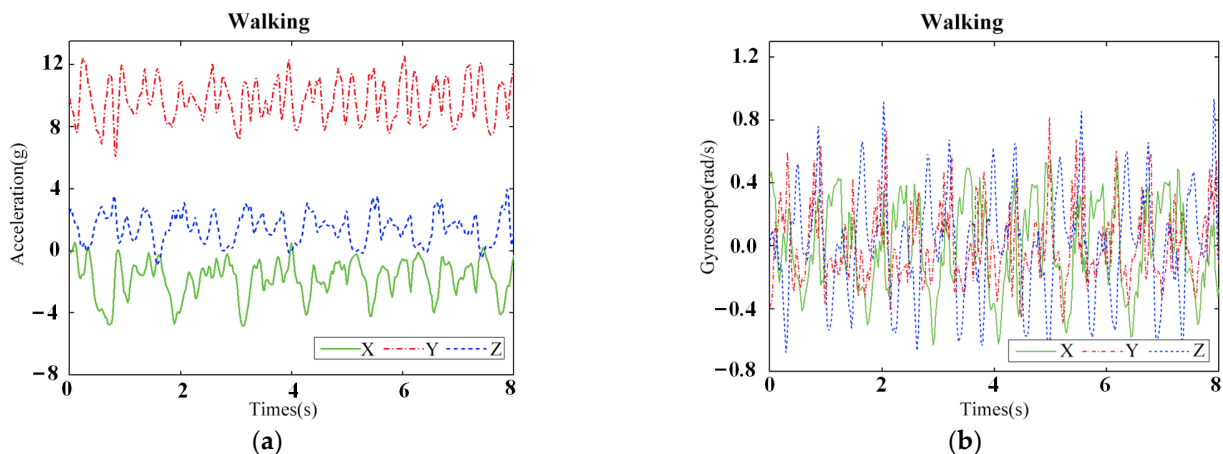 Walking
12
8
4
0
−4
−8
Acceleration(g)
X Y Z
0 2 4 6 8
Times(s)
(a)
Walking
1.2
0.8
0.4
0.0
−0.4
−0.8
Gyroscope(rad/s)
X Y Z
0 2 4 6 8
Times(s)
(b)